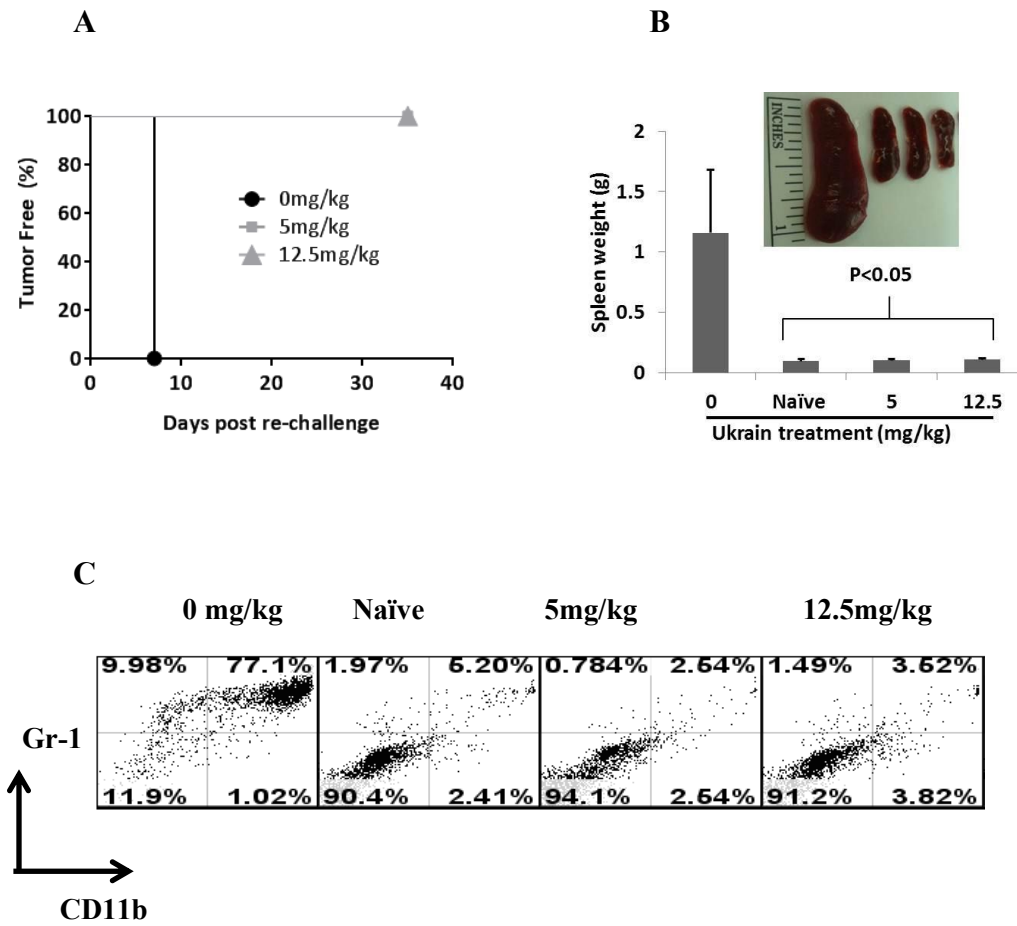 A
B
100
80
60
40
20
0
Tumor Free (%)
0mg/kg
5mg/kg
12.5mg/kg
0 10 20 30 40
Days post re-challenge
2
1.5
1
0.5
0
Spleen weight (g)
INCHES
1
P<0.05
0 Naïve 5 12.5
Ukrain treatment (mg/kg)
C
0 mg/kg Naïve 5mg/kg 12.5mg/kg
9.98% 77.1% 1.97% 5.20% 0.784% 2.54% 1.49% 3.52%
Gr-1
11.9% 1.02% 90.4% 2.41% 94.1% 2.54% 91.2% 3.82%
CD11b